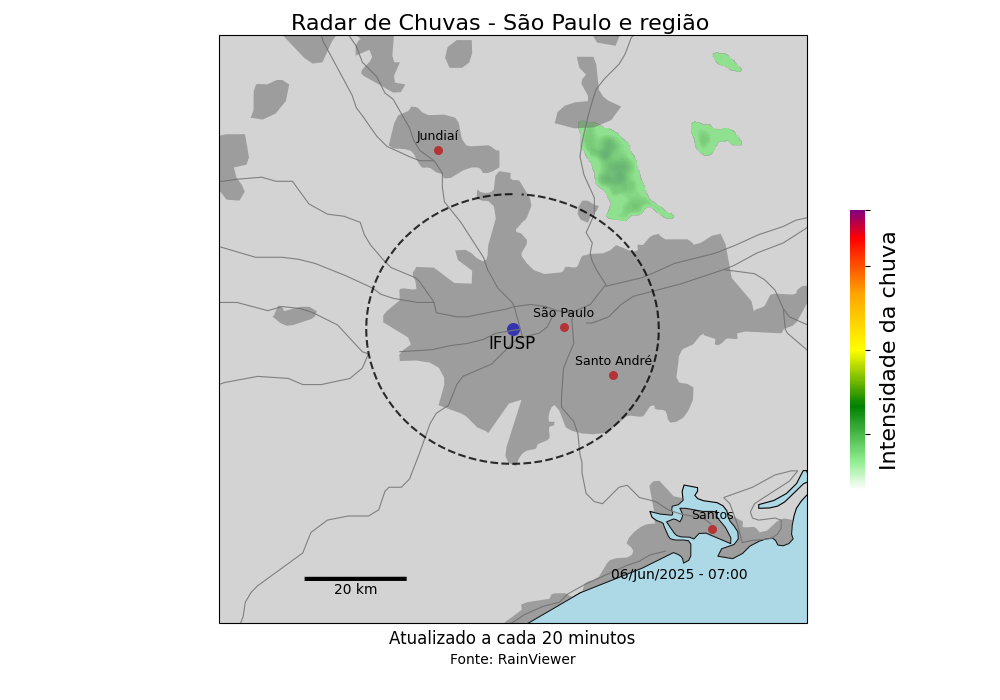 Radar de Chuvas - São Paulo e região
Jundiaí
São Paulo
IFUSP
Santo André
Santos
06/Jun/2025 - 07:00
20 km
Intensidade da chuva
Atualizado a cada 20 minutos
Fonte: RainViewer